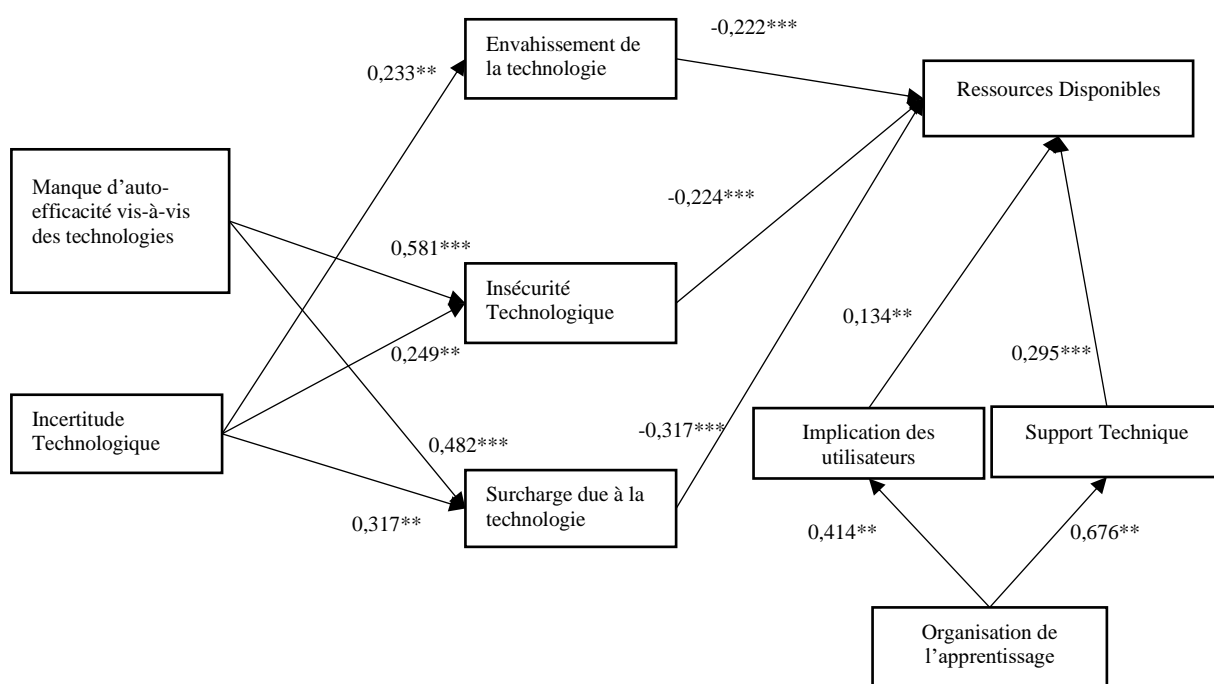 Envahissement de
la technologie
-0,222***
0,233**
Ressources Disponibles
Manque d’auto-
efficacité vis-à-vis
des technologies
-0,224***
0,581***
Insécurité
Technologique
0,134**
0,249**
0,295***
Incertitude
Technologique
0,482***
-0,317***
Implication des
utilisateurs
Support Technique
Surcharge due à la
technologie
0,317**
0,414**
0,676**
Organisation de
l’apprentissage